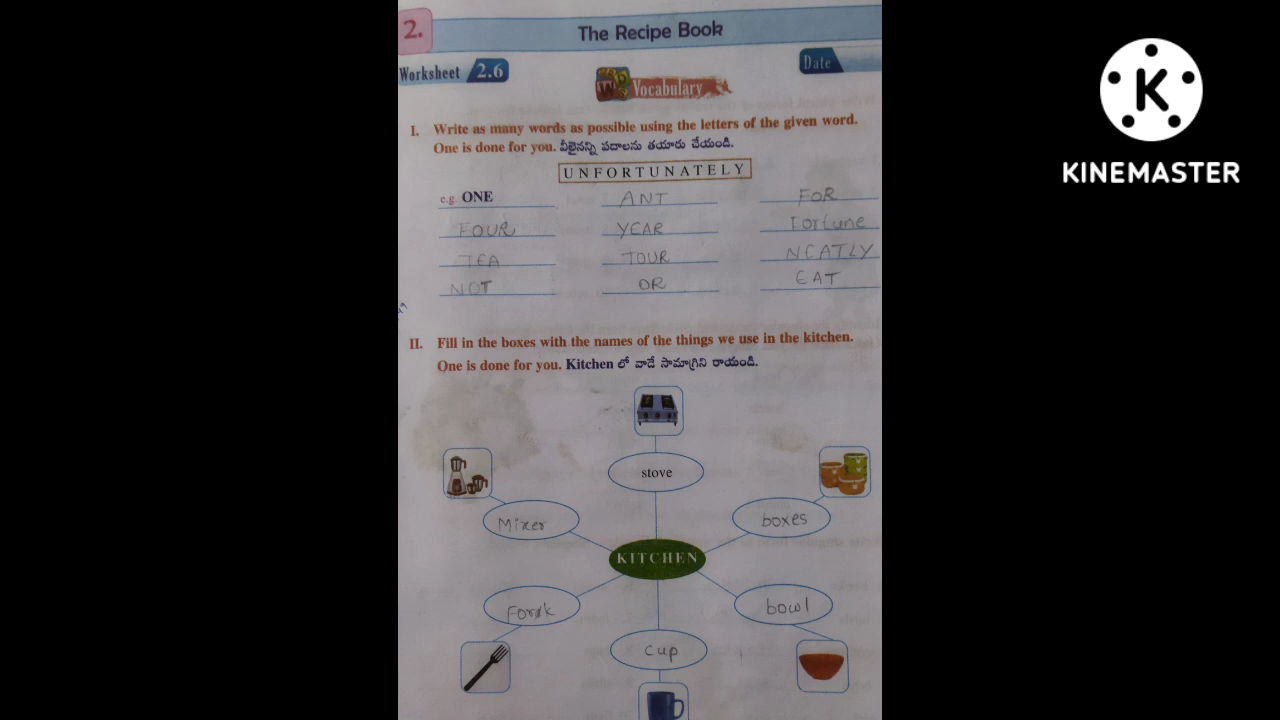 2.
The Recipe Book
Worksheet 2.6
Date
Vocabulary
I. Write as many words as possible using the letters of the given word.
One is done for you. వీలైనన్ని పదాలను తయారు చేయండి.
UNFORTUNATELY
e.g ONE ANT FOR
FOUR YEAR Fortune
TEA TOUR NEATLY
NOT OR EAT
II. Fill in the boxes with the names of the things we use in the kitchen.
One is done for you. Kitchen లో వాడే సామాగ్రిని రాయండి.
stove
Mixer boxes
KITCHEN
Fork bowl
cup
K
KINEMASTER